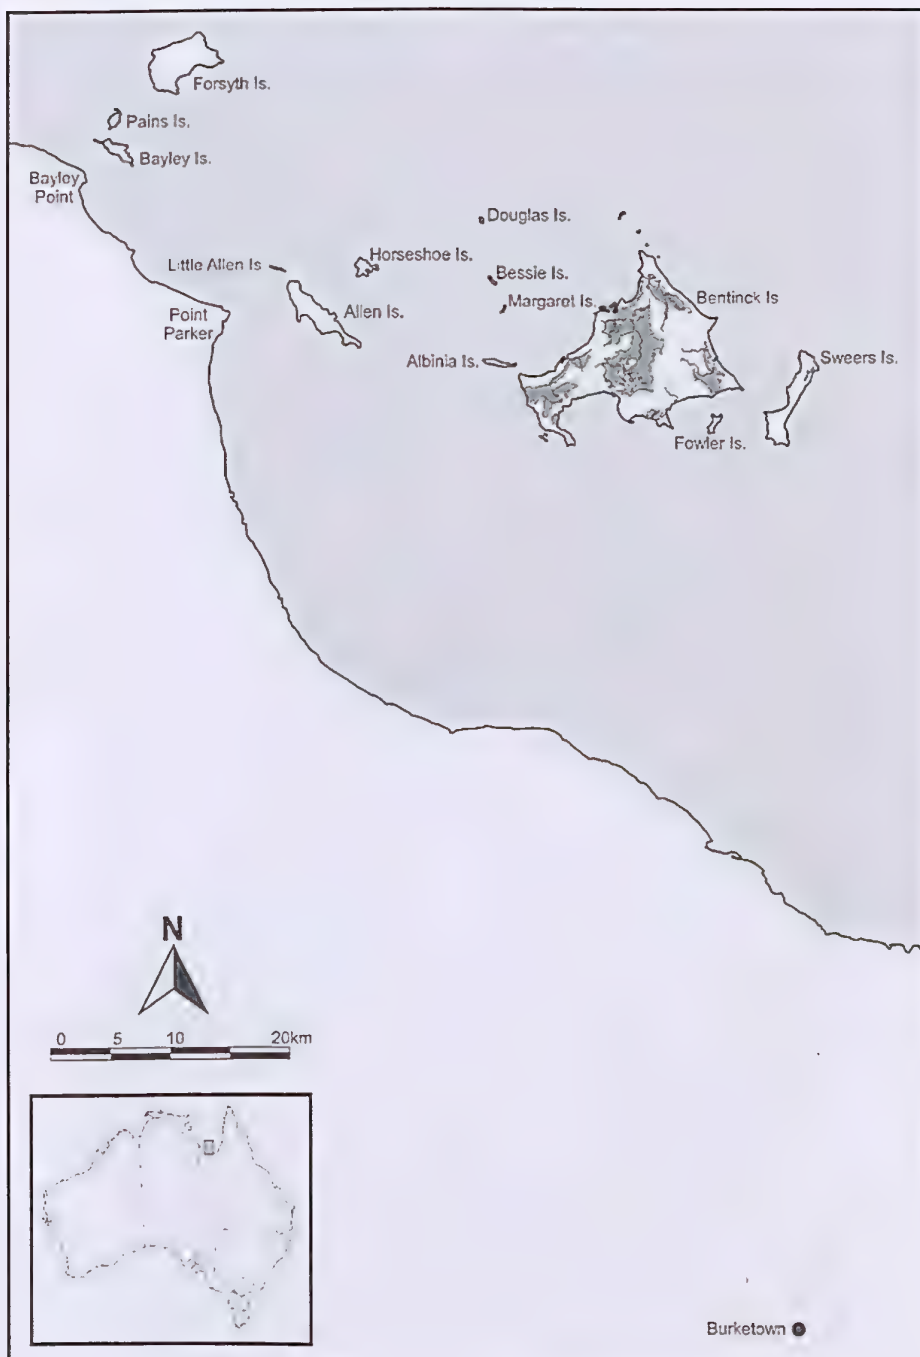 Forsyth Is.
Pains Is.
Bayley Is.
Bayley
Point
Douglas Is.
Little Allen Is
Horseshoe Is.
Bessie Is.
Margaret Is.
Bentinck Is
Allen Is.
Point
Parker
Albinia Is.
Sweers Is.
Fowler Is.
N
0 5 10 20km
Burketown